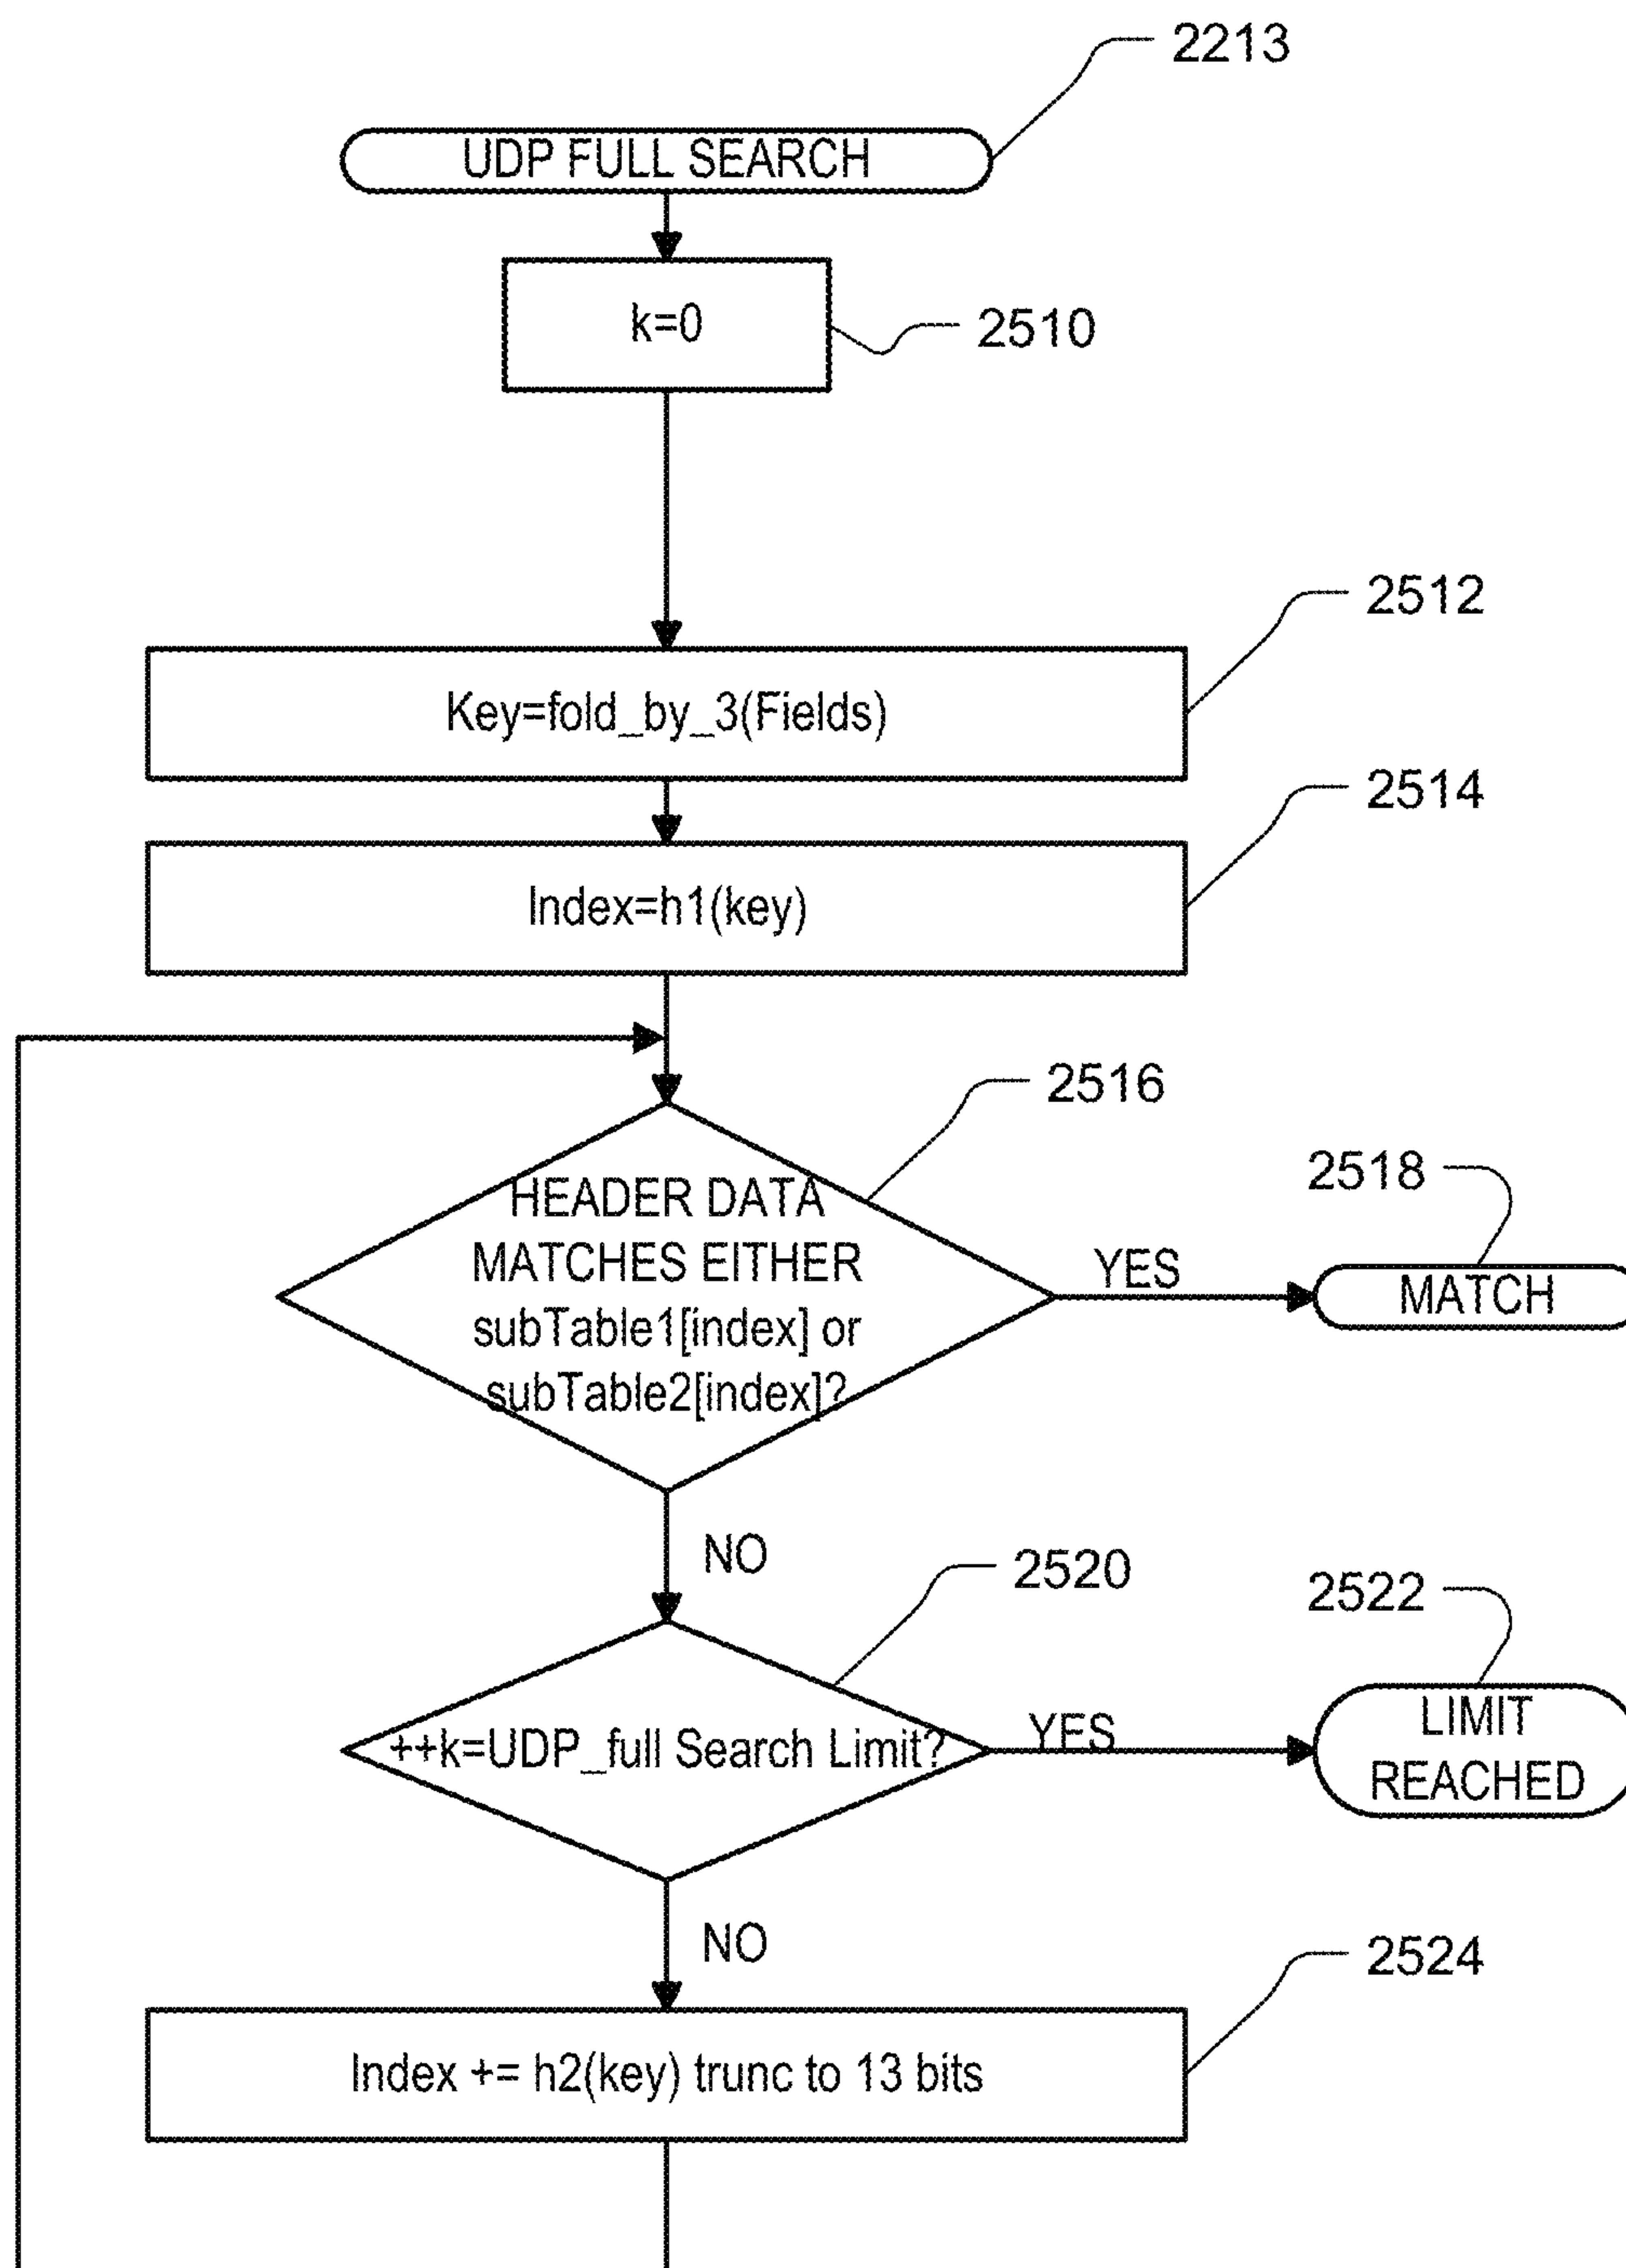 2213
UDP FULL SEARCH
k=0
2510
2512
Key=fold_by_3(Fields)
2514
Index=h1(key)
2516
HEADER DATA
MATCHES EITHER
subTable1[index] or
subTable2[index]?
YES
2518
MATCH
NO
2520
++k=UDP_full Search Limit?
YES
2522
LIMIT
REACHED
NO
2524
Index += h2(key) trunc to 13 bits